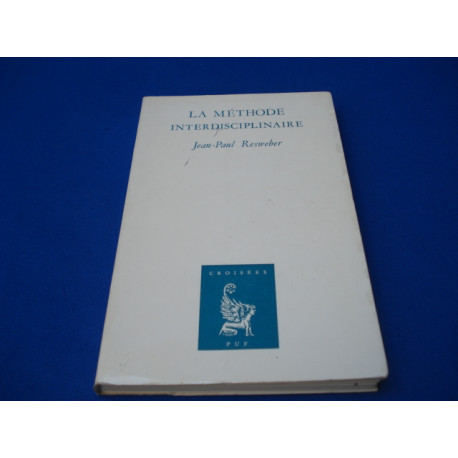 LA MÉTHODE
INTERDISCIPLINAIRE
Jean-Paul Resweber
CROISÉES
PUF